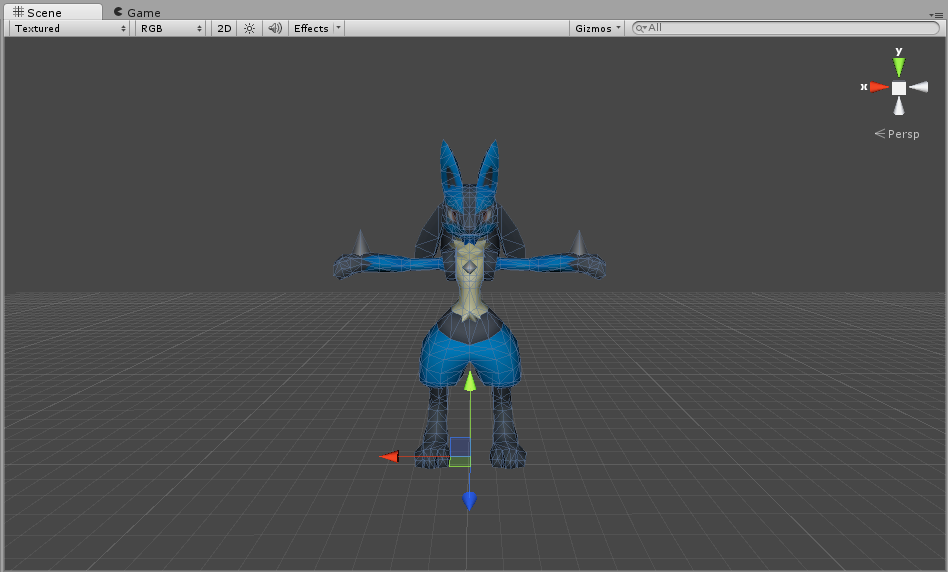 Scene Game
Textured RGB 2D Effects Gizmos All
y
x
Persp